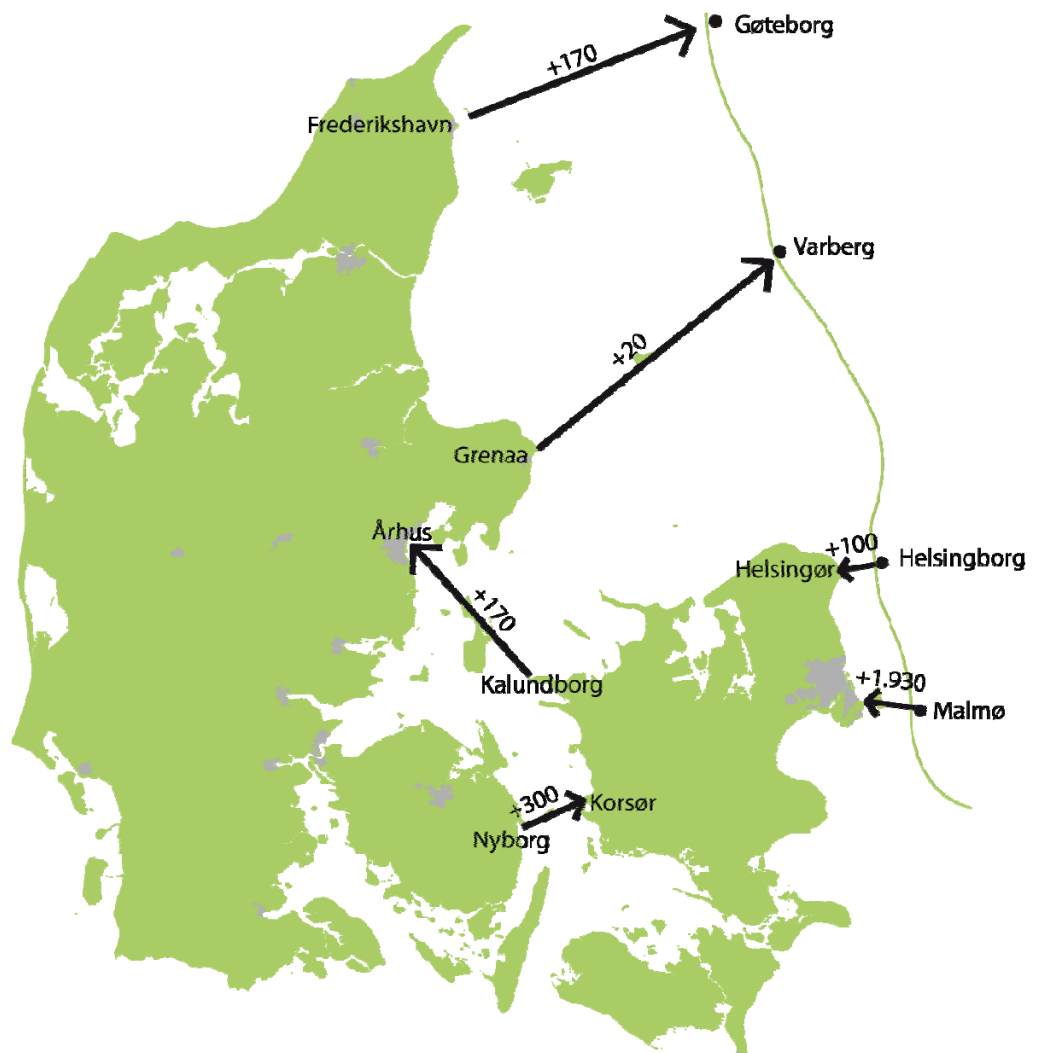 Gøteborg
+170
Frederikshavn
Varberg
+20
Grenaa
Århus
+100
Helsingborg
Helsingør
+170
Kalundborg
+1.930
Malmø
+300
Korsør
Nyborg